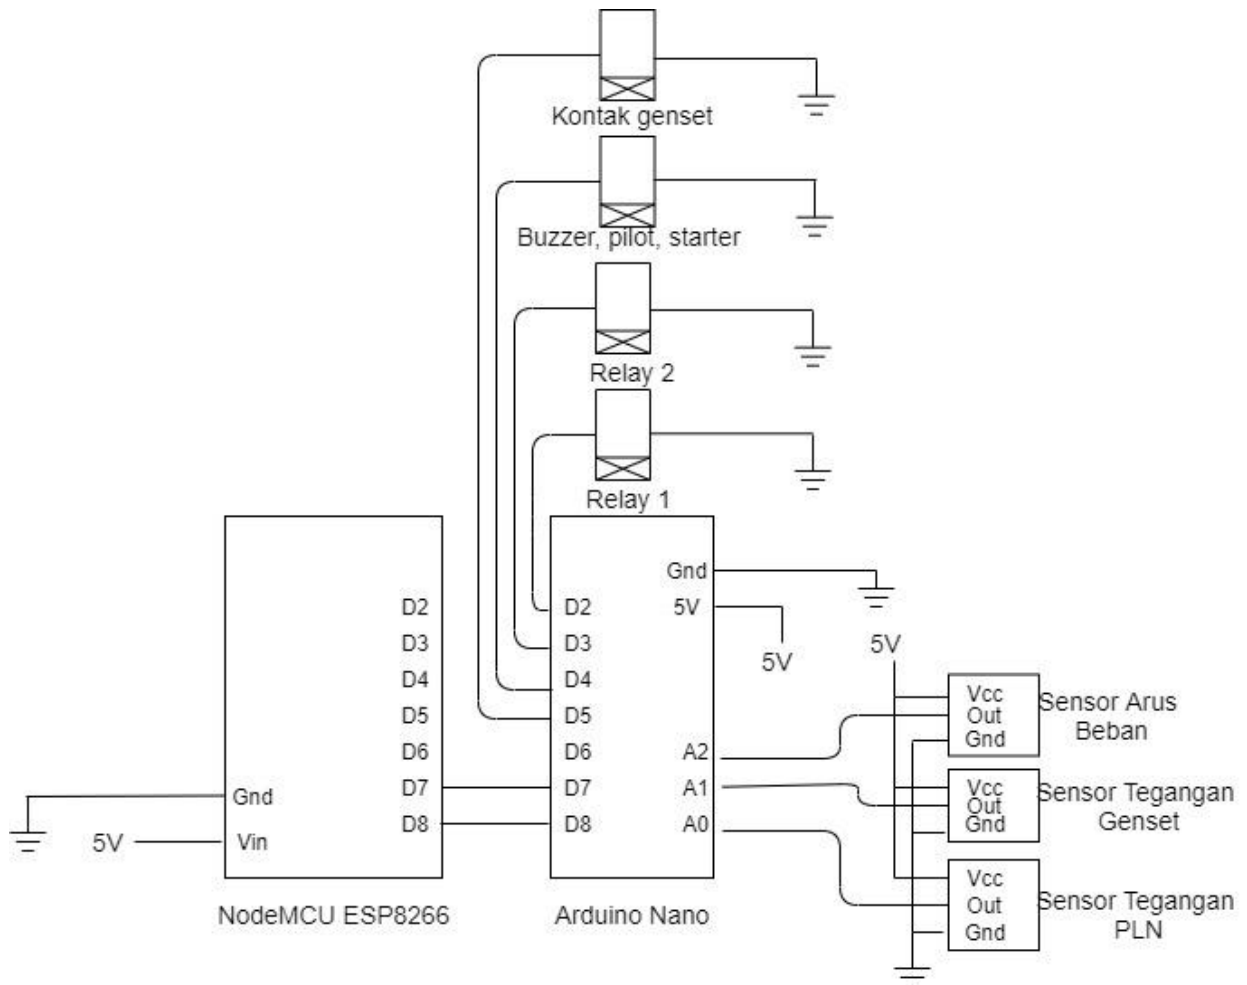 Kontak genset
Buzzer, pilot, starter
Relay 2
Relay 1
Gnd
D2
D2
5V
D3
D3
5V
5V
D4
D4
Vcc
Sensor Arus
D5
D5
Out
Beban
Gnd
D6
D6
A2
D7
D7
A1
Vcc
Sensor Tegangan
Gnd
Out
D8
D8
A0
Gnd
Genset
5V
Vin
Vcc
Out
Sensor Tegangan
NodeMCU ESP8266
Arduino Nano
Gnd
PLN